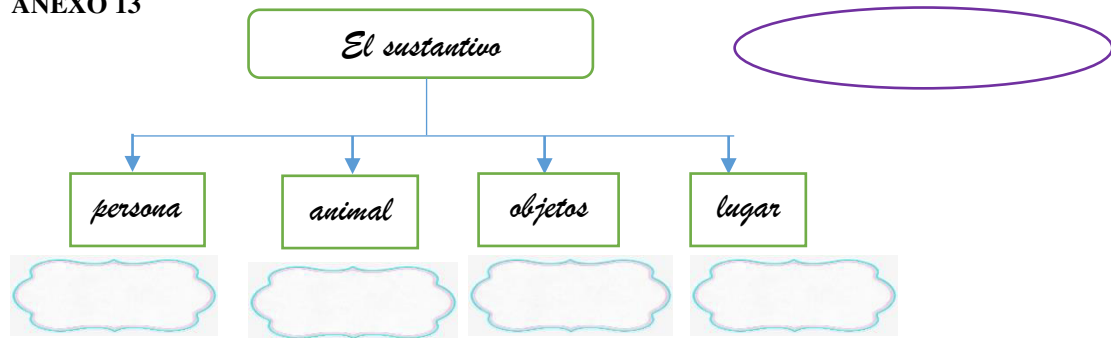 ANEXO 13
El sustantivo
persona
animal
objetos
lugar